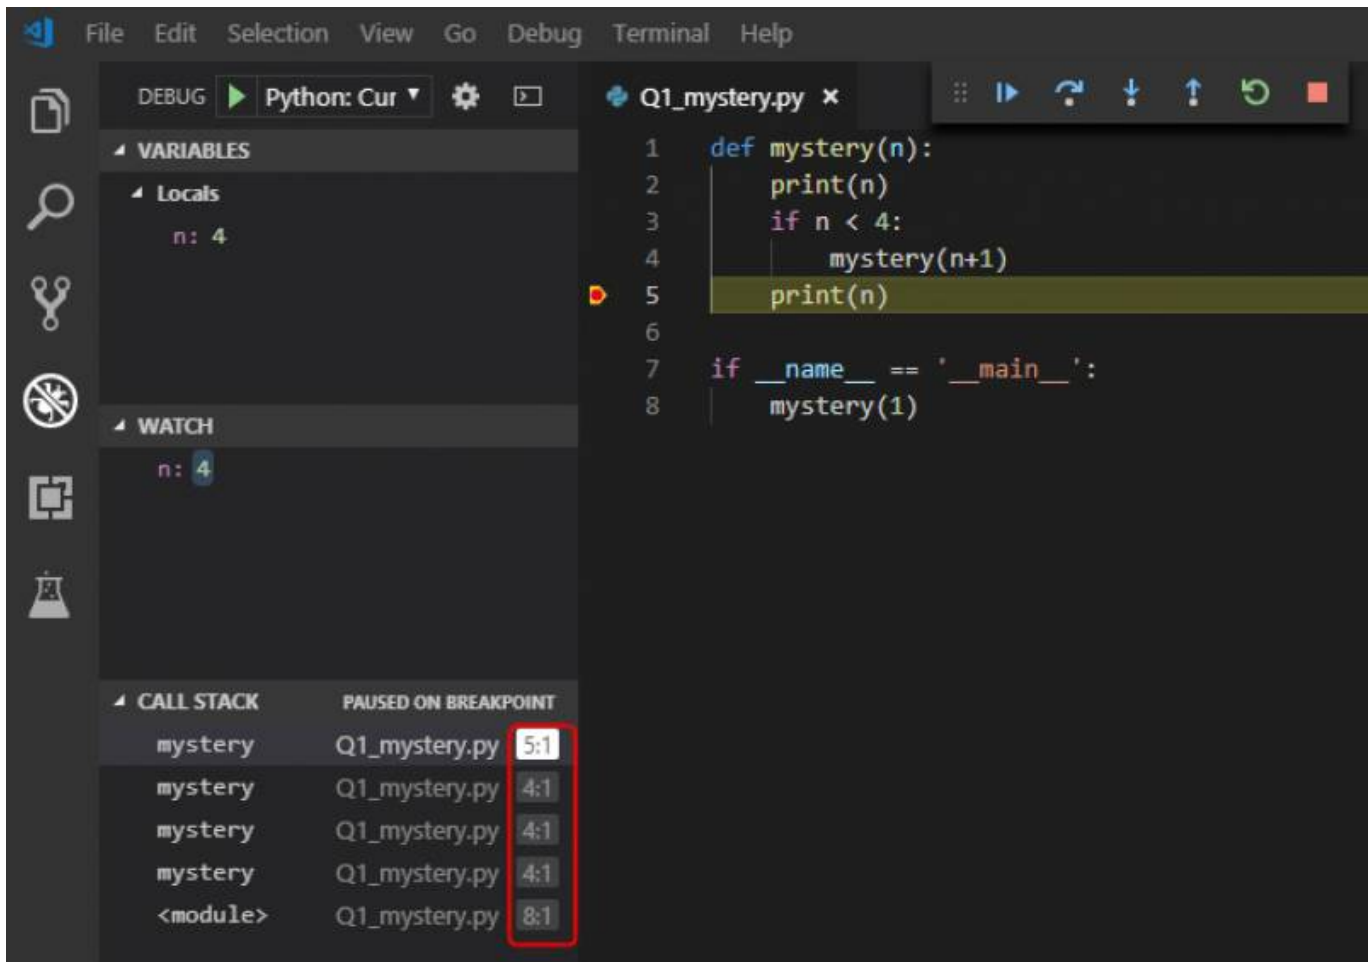 File Edit Selection View Go Debug Terminal Help
DEBUG Python: Cur
VARIABLES
Locals
n: 4
WATCH
n: 4
CALL STACK PAUSED ON BREAKPOINT
mystery Q1_mystery.py 5:1
mystery Q1_mystery.py 4:1
mystery Q1_mystery.py 4:1
mystery Q1_mystery.py 4:1
<module> Q1_mystery.py 8:1
Q1_mystery.py
1 def mystery(n):
2 print(n)
3 if n < 4:
4 mystery(n+1)
5 print(n)
6
7 if __name__ == '__main__':
8 mystery(1)